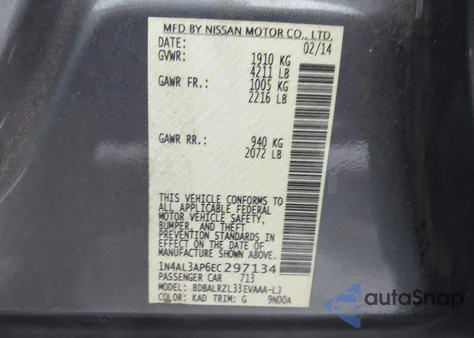 MFD BY NISSAN MOTOR CO., LTD.
DATE: 02/14
GVWR: 1910 KG
4211 LB
GAWR FR.: 1005 KG
2216 LB
GAWR RR.: 940 KG
2072 LB
THIS VEHICLE CONFORMS TO
ALL APPLICABLE FEDERAL
MOTOR VEHICLE SAFETY,
BUMPER, AND THEFT
PREVENTION STANDARDS IN
EFFECT ON THE DATE OF
MANUFACTURE SHOWN ABOVE.
1N4AL3AP6EC297134
PASSENGER CAR 713
MODEL: BDBALRZL33EVAAA-L3
COLOR: KAD TRIM: G 9N00A
autoSnap